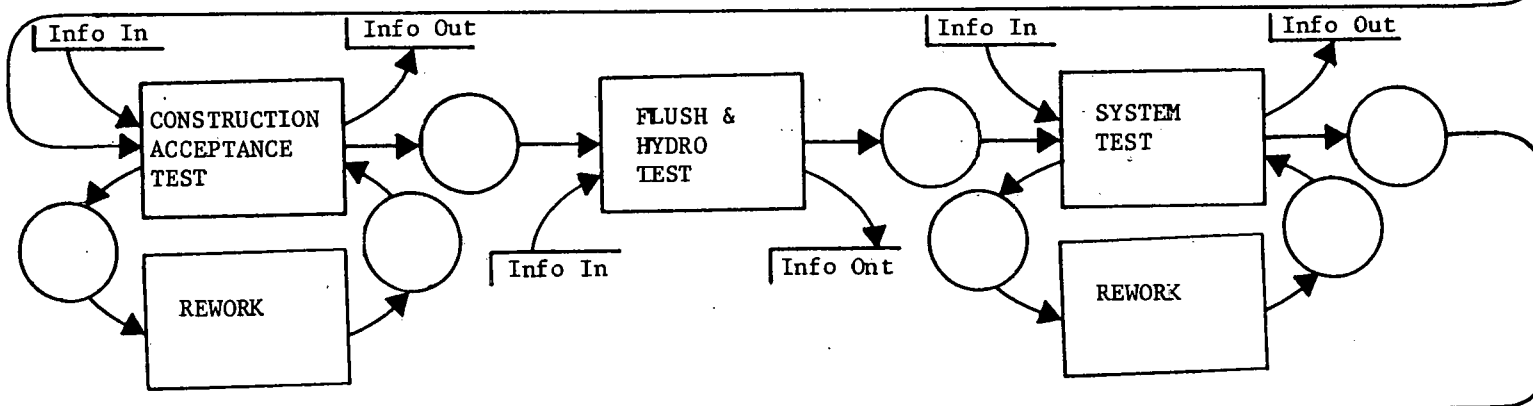 Info In
Info Out
Info In
Info Out
CONSTRUCTION
ACCEPTANCE
TEST
FLUSH &
HYDRO
TEST
SYSTEM
TEST
Info In
Info Ont
REWORK
REWORK